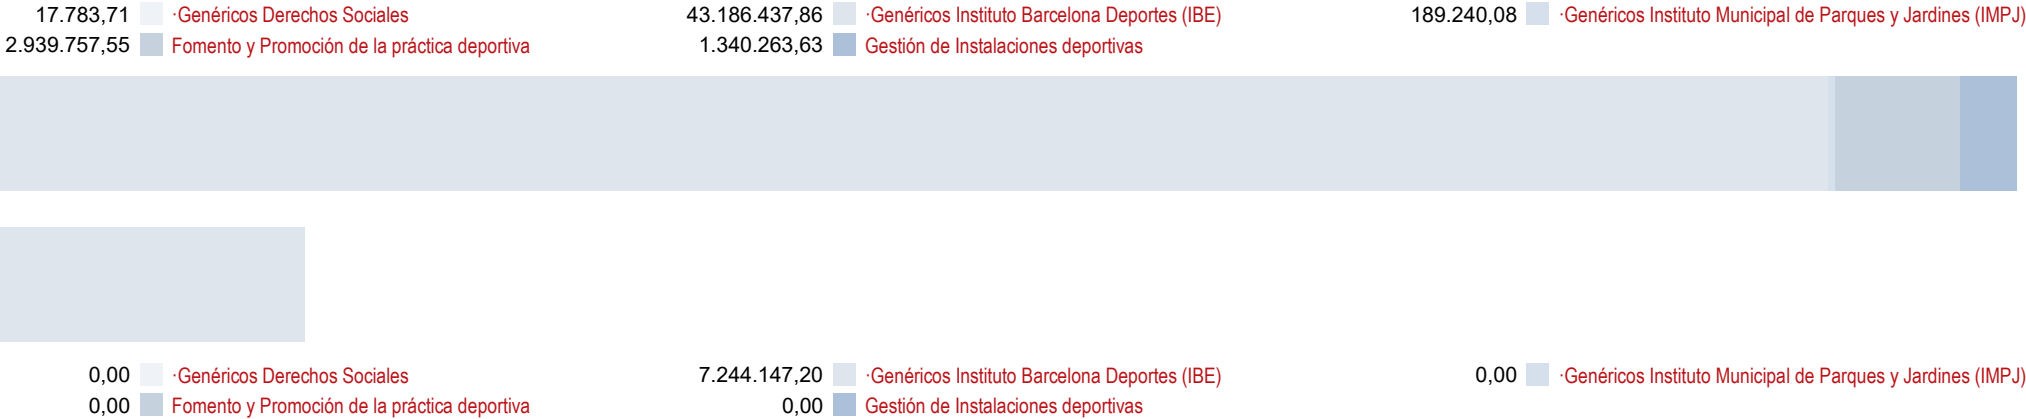 17.783,71 ·Genéricos Derechos Sociales 43.186.437,86 ·Genéricos Instituto Barcelona Deportes (IBE) 189.240,08 ·Genéricos Instituto Municipal de Parques y Jardines (IMPJ)
2.939.757,55 Fomento y Promoción de la práctica deportiva 1.340.263,63 Gestión de Instalaciones deportivas
0,00 ·Genéricos Derechos Sociales 7.244.147,20 ·Genéricos Instituto Barcelona Deportes (IBE) 0,00 ·Genéricos Instituto Municipal de Parques y Jardines (IMPJ)
0,00 Fomento y Promoción de la práctica deportiva 0,00 Gestión de Instalaciones deportivas